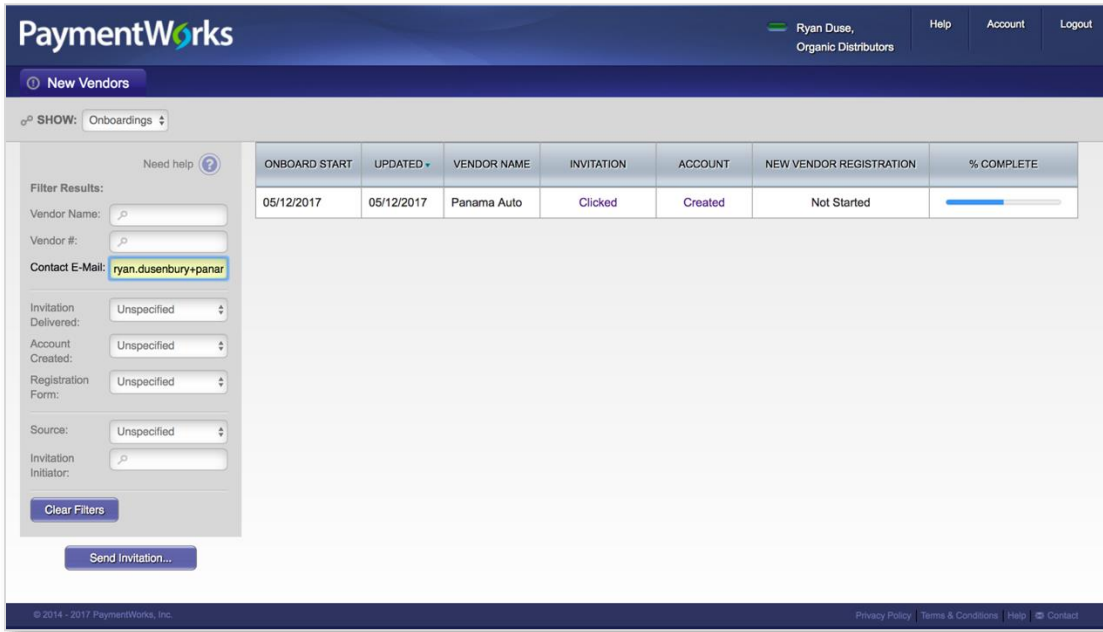 PaymentWorks
Ryan Duse,
Organic Distributors
Help
Account
Logout
New Vendors
SHOW:
Onboardings
Need help
Filter Results:
Vendor Name:
Vendor #:
Contact E-Mail:
ryan.dusenbury+panar
Invitation
Delivered:
Unspecified
Account
Created:
Unspecified
Registration
Form:
Unspecified
Source:
Unspecified
Invitation
Initiator:
Clear Filters
Send Invitation...
ONBOARD START UPDATED VENDOR NAME INVITATION ACCOUNT NEW VENDOR REGISTRATION % COMPLETE
05/12/2017 05/12/2017 Panama Auto Clicked Created Not Started
© 2014 - 2017 PaymentWorks, Inc.
Privacy Policy | Terms & Conditions | Help | Contact